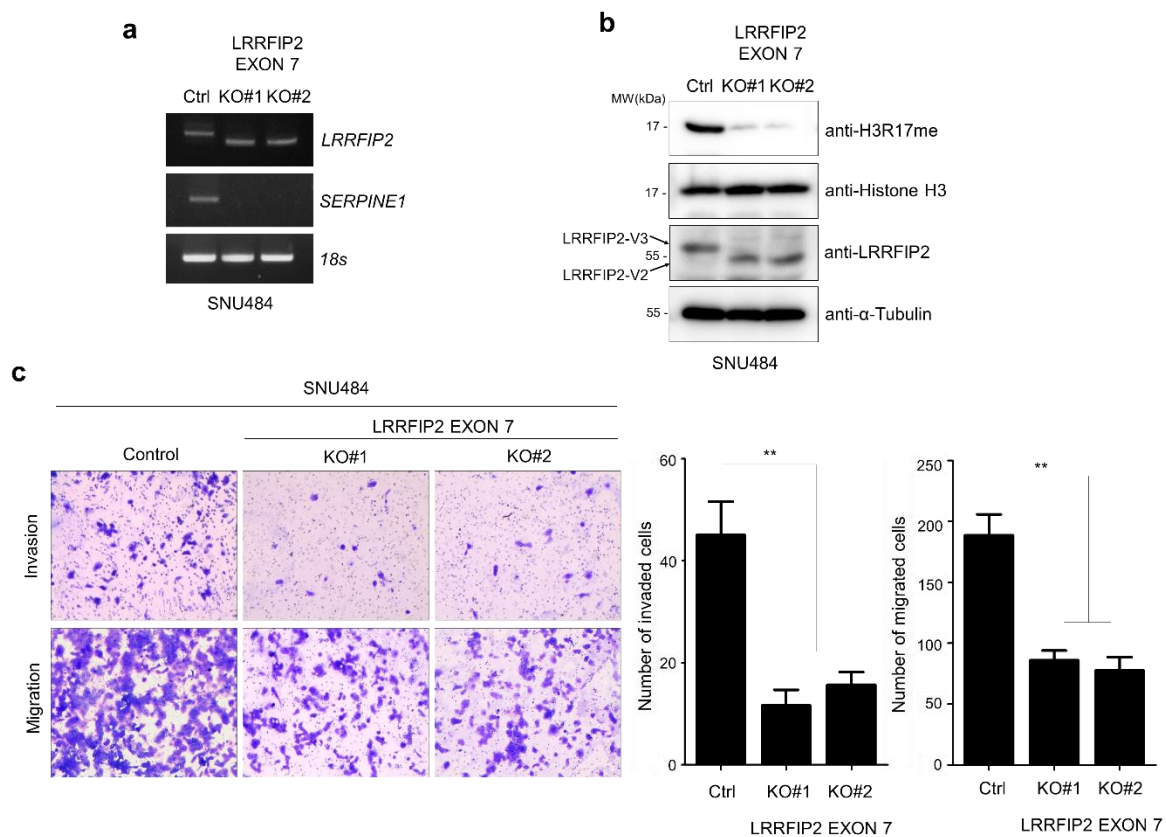 a
LRRFIP2
EXON 7
Ctrl KO#1 KO#2
LRRFIP2
SERPINE1
18s
SNU484
b
LRRFIP2
EXON 7
MW(kDa) Ctrl KO#1 KO#2
17 - anti-H3R17me
17 - anti-Histone H3
LRRFIP2-V3
55 - anti-LRRFIP2
LRRFIP2-V2
55 - anti-α-Tubulin
SNU484
c
SNU484
LRRFIP2 EXON 7
Control KO#1 KO#2
Invasion
Migration
Number of invaded cells
60
40
20
0
**
Ctrl KO#1 KO#2
LRRFIP2 EXON 7
Number of migrated cells
250
200
150
100
50
0
**
Ctrl KO#1 KO#2
LRRFIP2 EXON 7